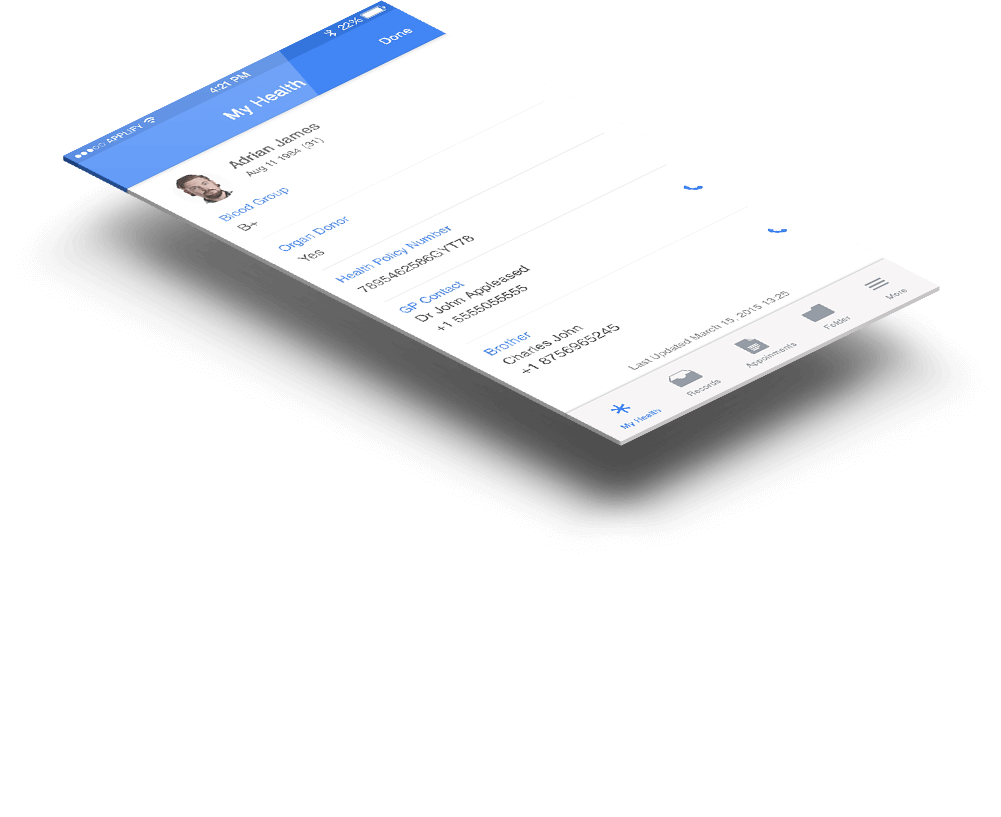 APPLIFY 4:21 PM 22%
My Health Done
Adrian James
Aug 11 1984 (31)
Blood Group
B+
Organ Donor
Yes
Health Policy Number
7895462586GYT78
GP Contact
Dr John Appleased
+1 5555055555
Brother
Charles John
+1 8756965245
Last Updated March 15, 2015 13:25
My Health Records Appoinments Folder More